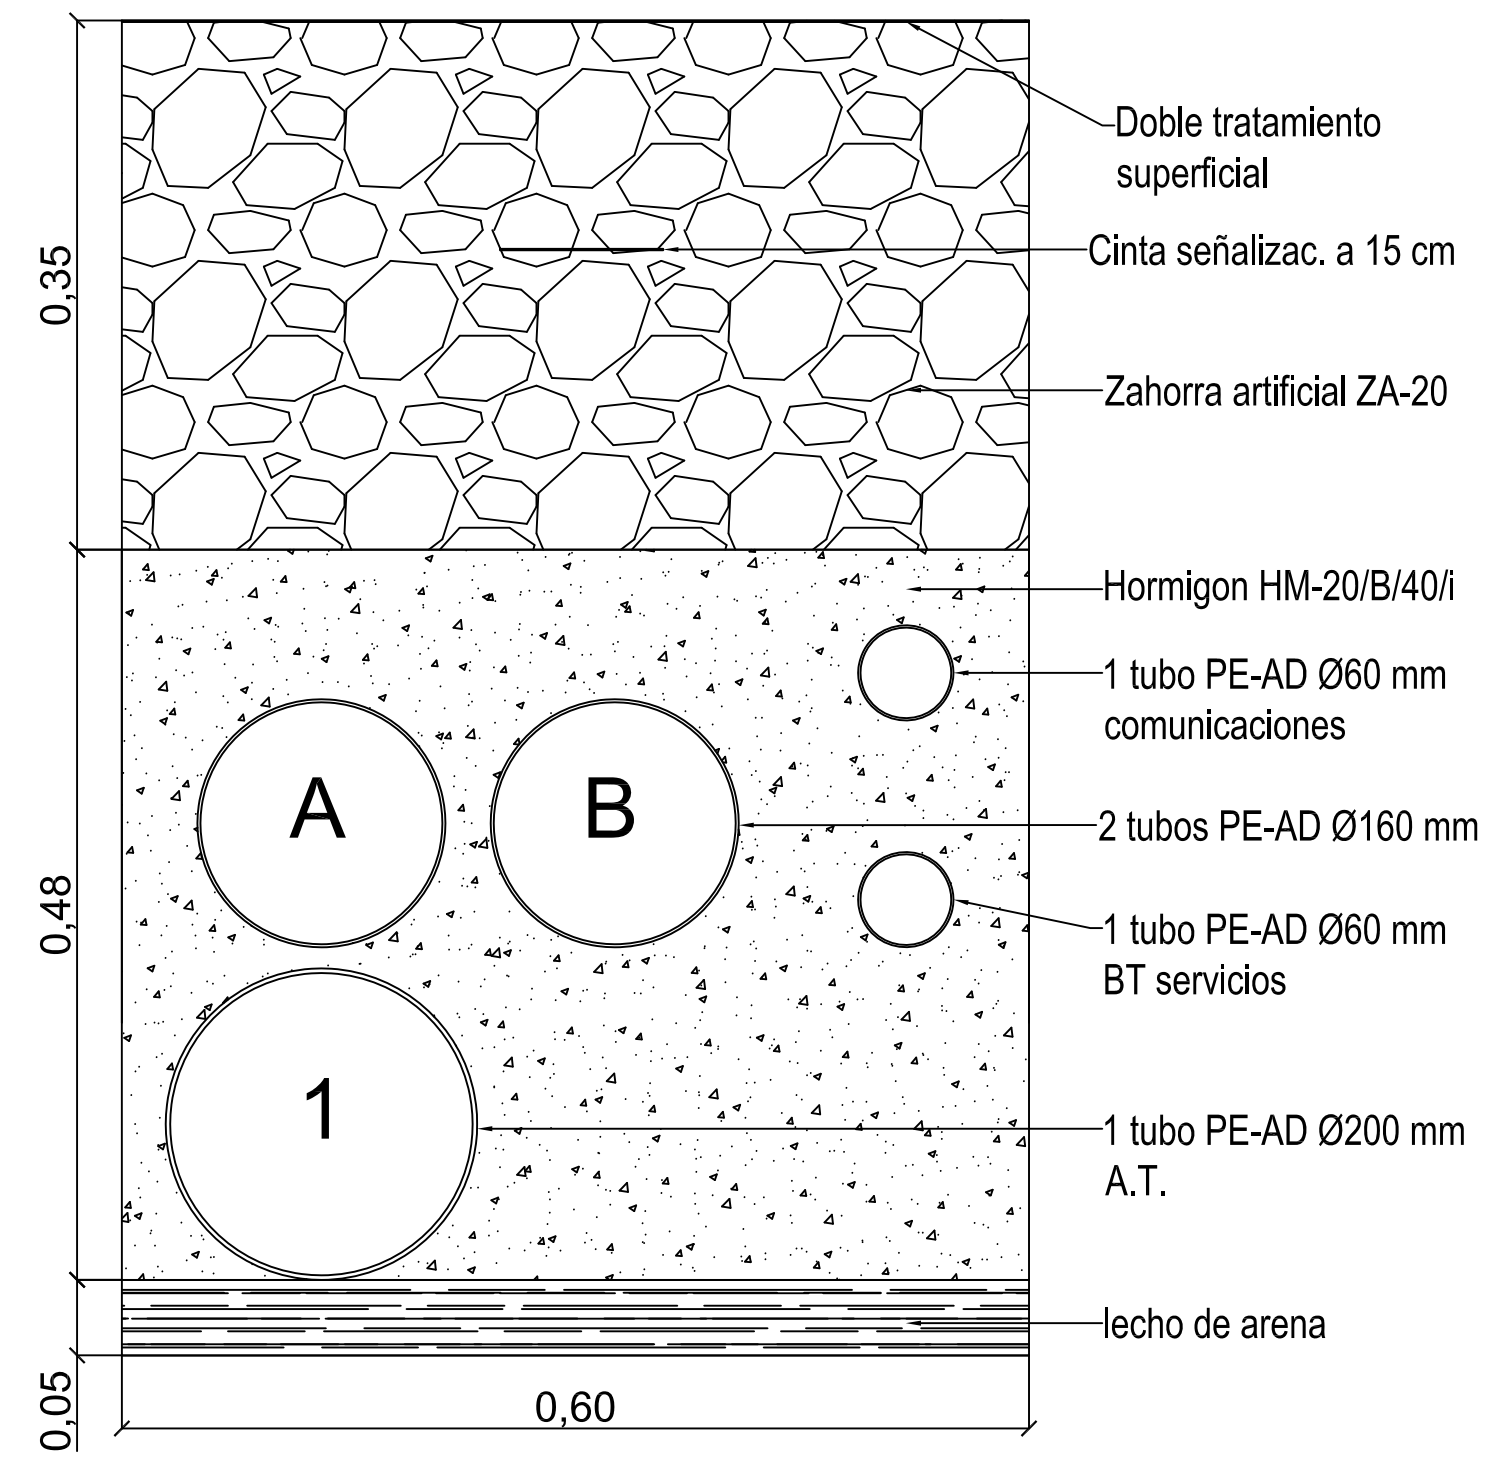 Doble tratamiento
superficial
Cinta señalizac. a 15 cm
0,35
Zahorra artificial ZA-20
Hormigon HM-20/B/40/i
1 tubo PE-AD Ø60 mm
comunicaciones
A
B
2 tubos PE-AD Ø160 mm
0,48
1 tubo PE-AD Ø60 mm
BT servicios
1
1 tubo PE-AD Ø200 mm
A.T.
lecho de arena
0,05
0,60